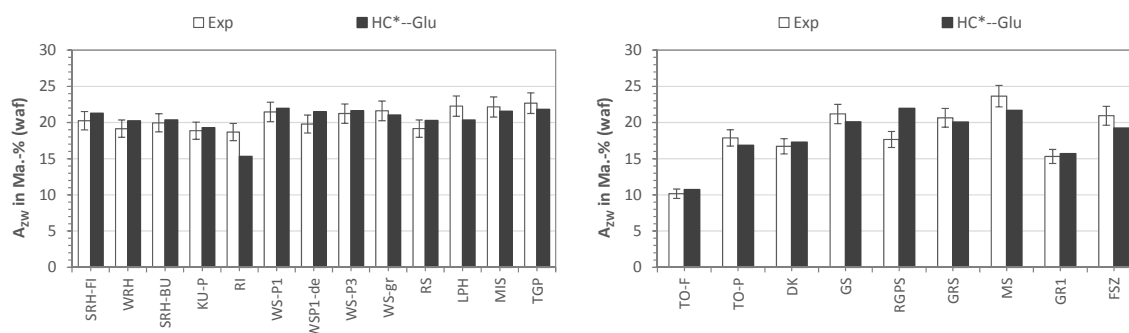 Exp
HC*--Glu
A_zw in Ma.-% (waf)
30
25
20
15
10
5
0
SRH-FI
WRH
SRH-BU
KU-P
RI
WS-P1
WSP1-de
WS-P3
WS-gr
RS
LPH
MIS
TGP
Exp
HC*--Glu
A_zw in Ma.-% (waf)
30
25
20
15
10
5
0
TO-F
TO-P
DK
GS
RGPS
GRS
MS
GR1
FSZ